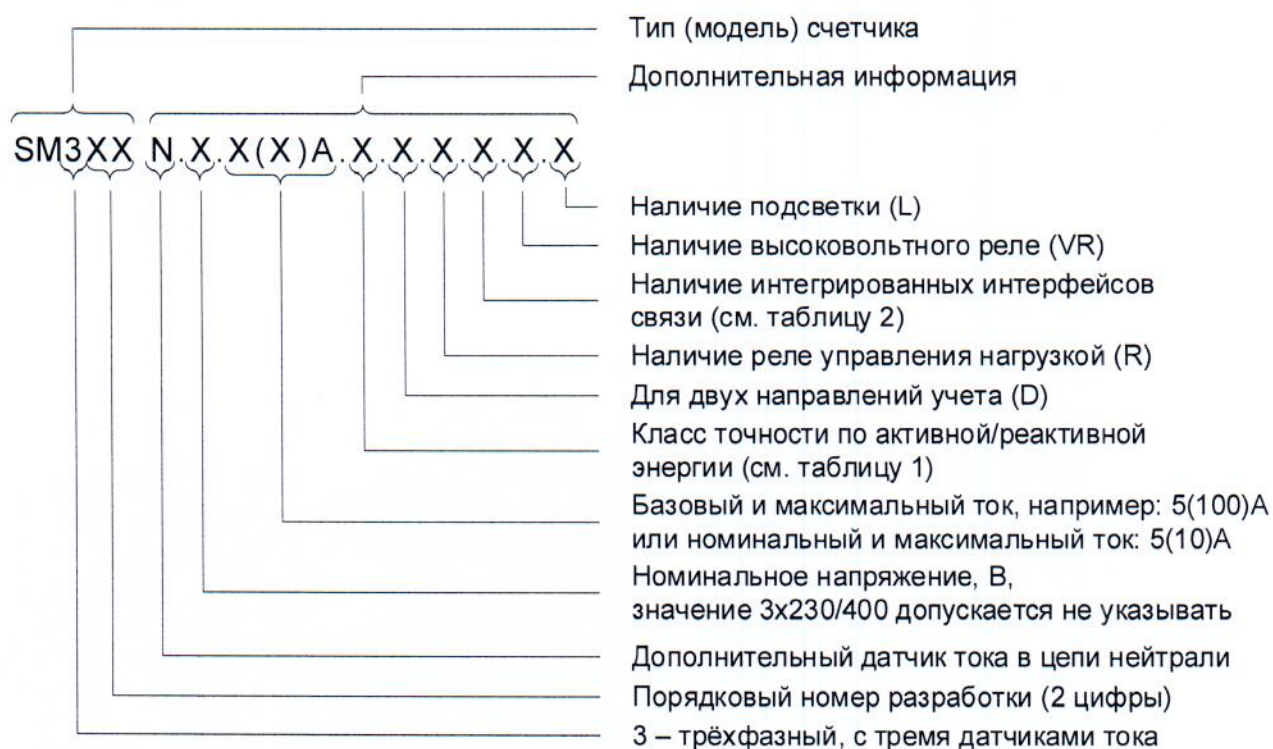 Тип (модель) счетчика
Дополнительная информация
SM3XX N.X.X(X)A.X.X.X.X.X.X
Наличие подсветки (L)
Наличие высоковольтного реле (VR)
Наличие интегрированных интерфейсов
связи (см. таблицу 2)
Наличие реле управления нагрузкой (R)
Для двух направлений учета (D)
Класс точности по активной/реактивной
энергии (см. таблицу 1)
Базовый и максимальный ток, например: 5(100)А
или номинальный и максимальный ток: 5(10)А
Номинальное напряжение, В,
значение 3х230/400 допускается не указывать
Дополнительный датчик тока в цепи нейтрали
Порядковый номер разработки (2 цифры)
3 – трёхфазный, с тремя датчиками тока